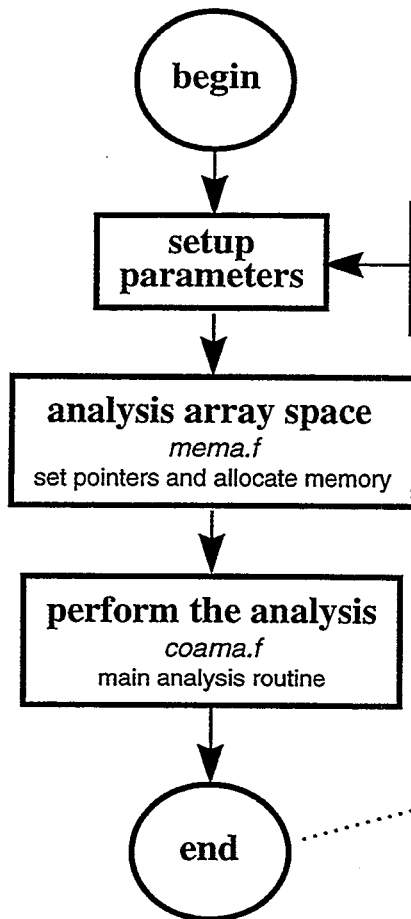 begin
setup
parameters
analysis array space
mema.f
set pointers and allocate memory
perform the analysis
coama.f
main analysis routine
end